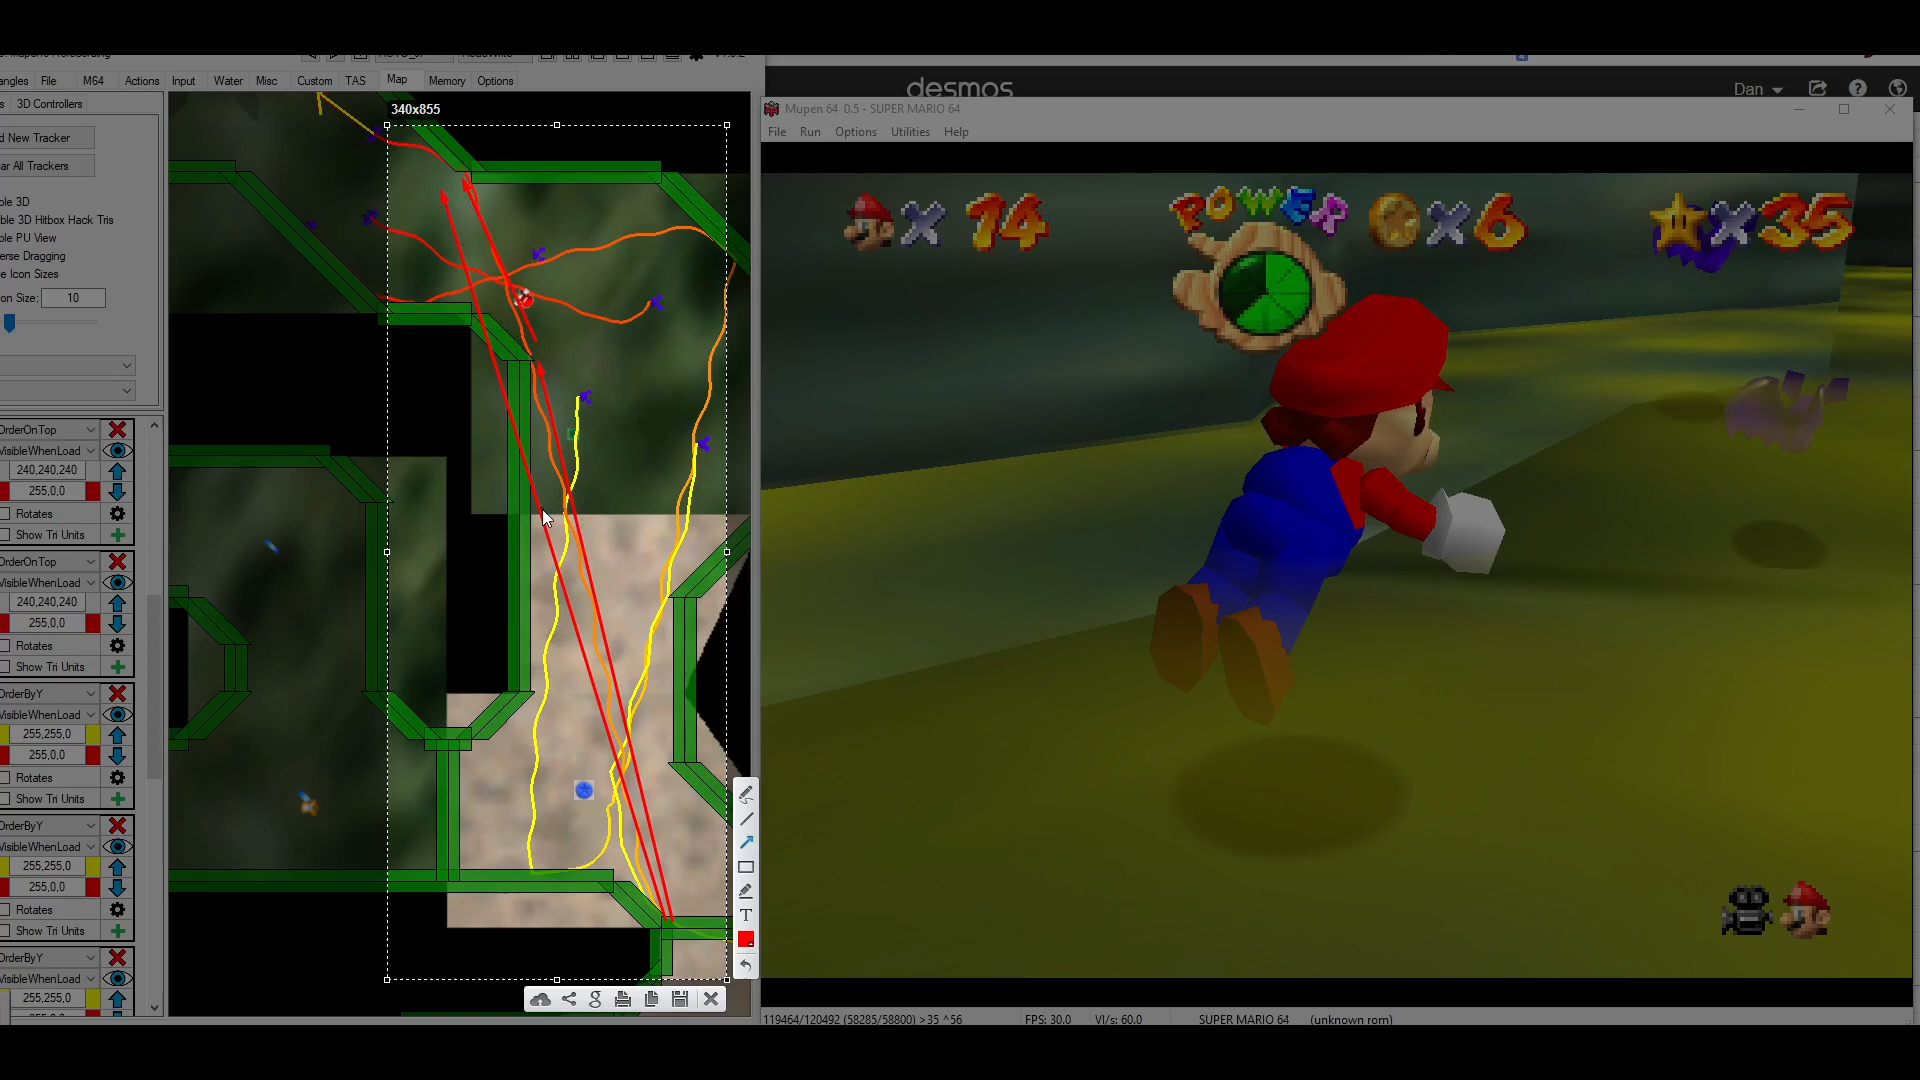 angles File M64 Actions Input Water Misc Custom TAS Map Memory Options
3D Controllers
d New Tracker
ar All Trackers
ble 3D
ble 3D Hitbox Hack Tris
ble PU View
erse Dragging
e Icon Sizes
con Size: 10
OrderOnTop
VisibleWhenLoad
240,240,240
255,0,0
Rotates
Show Tri Units
OrderOnTop
VisibleWhenLoad
240,240,240
255,0,0
Rotates
Show Tri Units
OrderByY
VisibleWhenLoad
255,255,0
255,0,0
Rotates
Show Tri Units
OrderByY
VisibleWhenLoad
255,255,0
255,0,0
Rotates
Show Tri Units
OrderByY
VisibleWhenLoad
255,255,0
340x855
T
g
desmos
Dan
Mupen 64 0.5 - SUPER MARIO 64
File Run Options Utilities Help
x 14
POWER
x 6
x 35
119464/120492 (58285/58800) >35 ^56 FPS: 30.0 VI/s: 60.0 SUPER MARIO 64 (unknown rom)